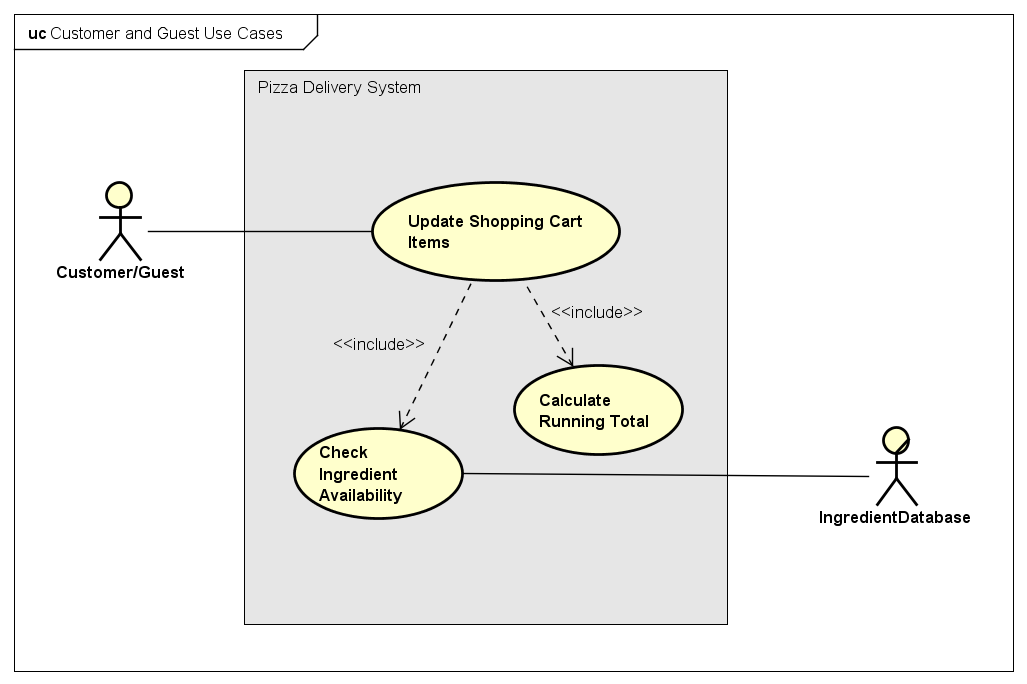 uc Customer and Guest Use Cases
Pizza Delivery System
Update Shopping Cart
Items
Customer/Guest
<<include>>
<<include>>
Calculate
Running Total
Check
Ingredient
Availability
IngredientDatabase